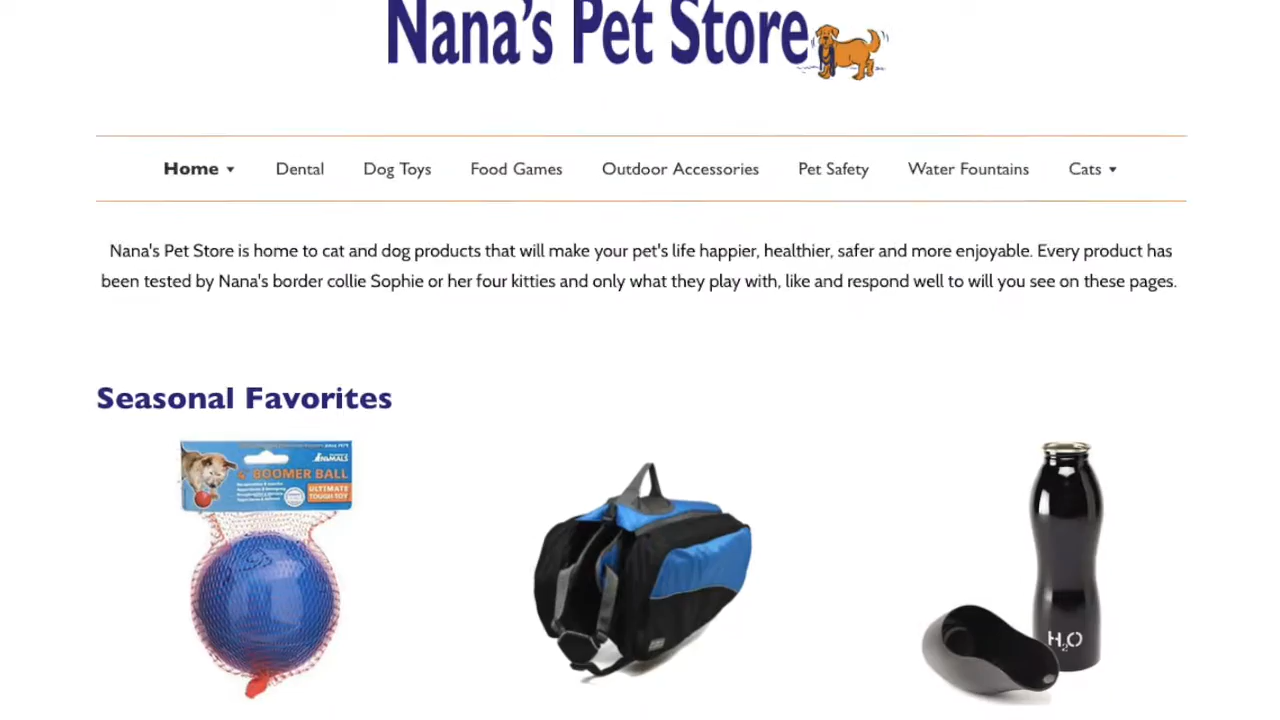 Nana's Pet Store
Home Dental Dog Toys Food Games Outdoor Accessories Pet Safety Water Fountains Cats
Nana's Pet Store is home to cat and dog products that will make your pet's life happier, healthier, safer and more enjoyable. Every product has
been tested by Nana's border collie Sophie or her four kitties and only what they play with, like and respond well to will you see on these pages.
Seasonal Favorites
ANIMALS
4" BOOMER BALL
ULTIMATE
TOUGH TOY
H2O